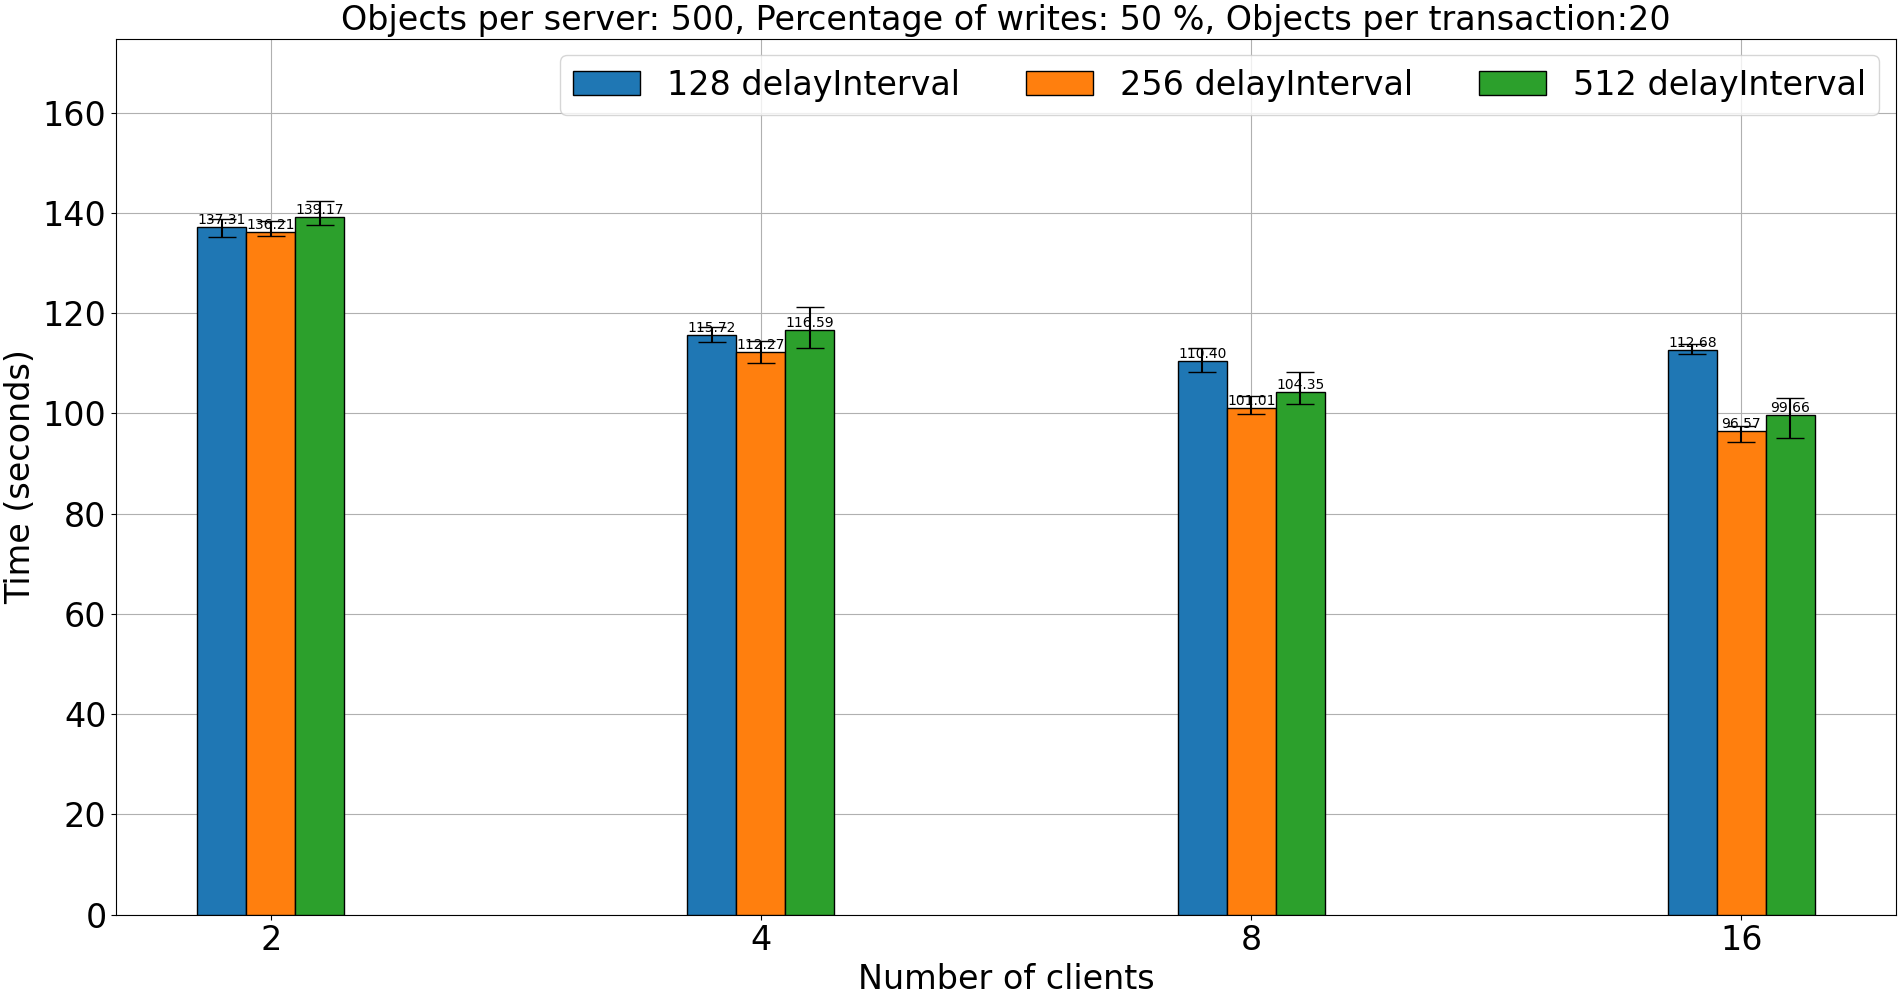 Objects per server: 500, Percentage of writes: 50 %, Objects per transaction:20
128 delayInterval 256 delayInterval 512 delayInterval
Time (seconds)
160
140
120
100
80
60
40
20
0
137.31 136.21 139.17
115.72 112.27 116.59
110.40 101.01 104.35
112.68 96.57 99.66
2 4 8 16
Number of clients